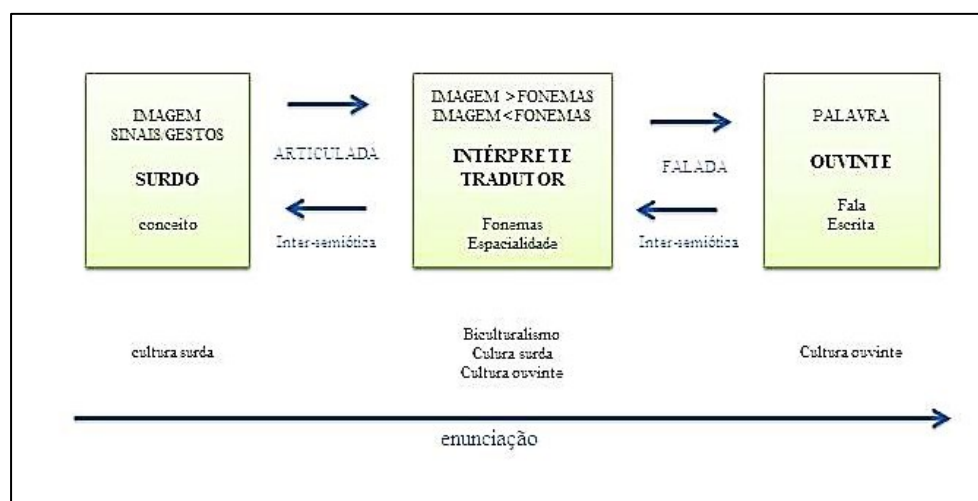 IMAGEM
SINAIS/GESTOS
SURDO
conceito
ARTICULADA
Inter-semiótica
IMAGEM > FONEMAS
IMAGEM < FONEMAS
INTÉRPRETE
TRADUTOR
Fonemas
Espacialidade
FALADA
Inter-semiótica
PALAVRA
OUVINTE
Fala
Escrita
cultura surda
Biculturalismo
Culura surda
Cultura ouvinte
Cultura ouvinte
enunciação